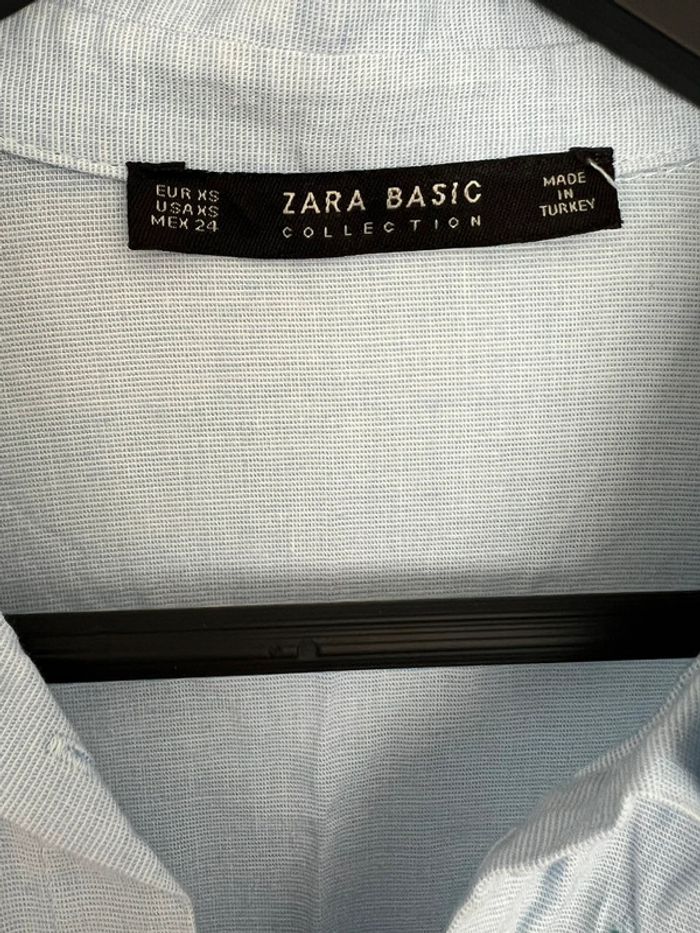 EUR XS
USA XS
MEX 24
ZARA BASIC
COLLECTION
MADE
IN
TURKEY